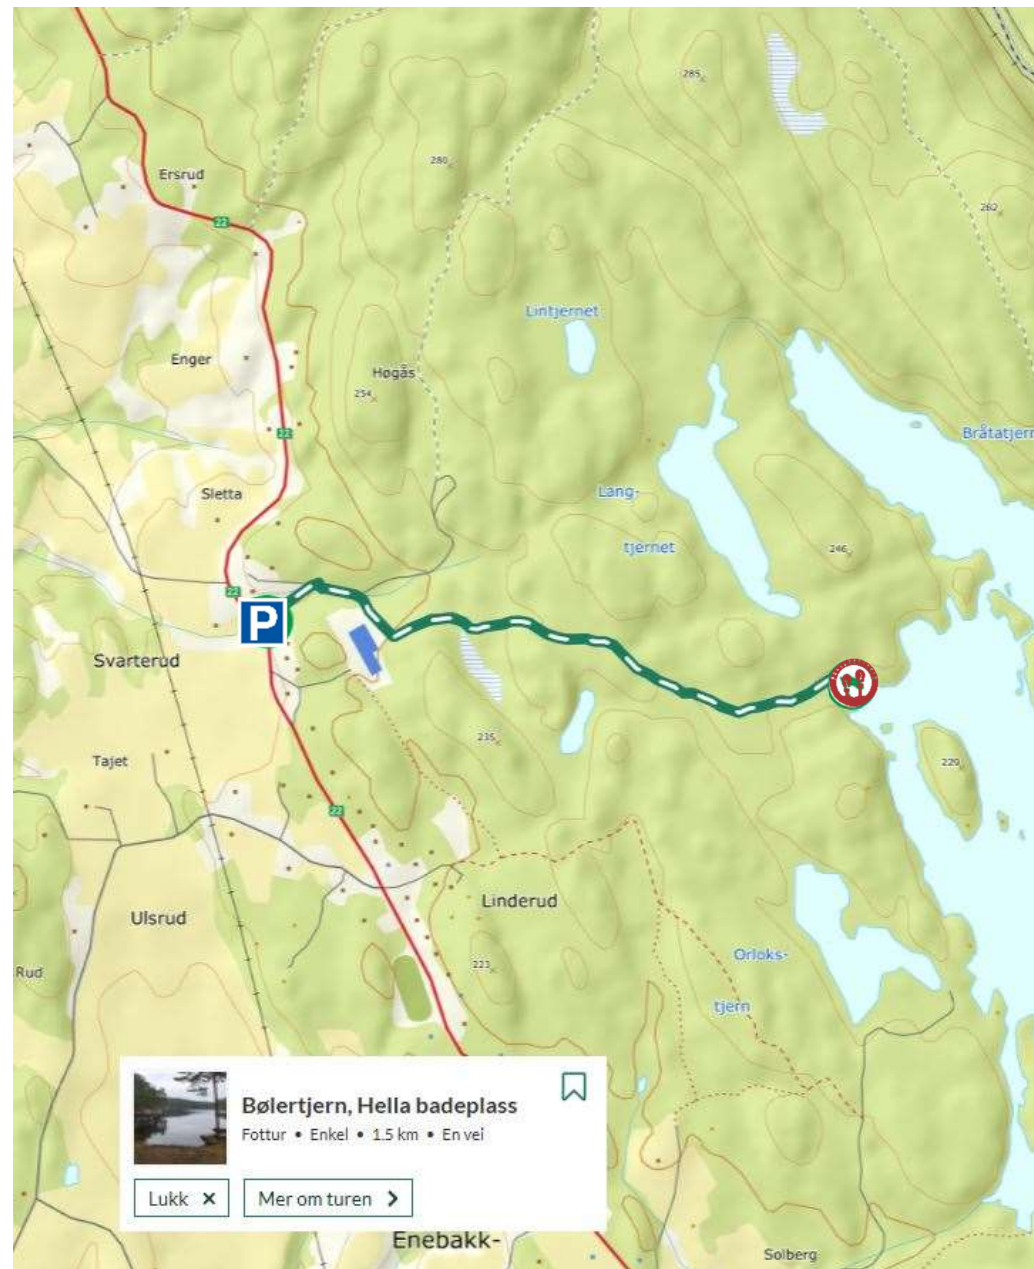 285
280
Ersrud
262
22
Lintjernet
Enger
Høgås
254
22
Bråtatjern
Sletta
Lang-
tjernet
246
22
P
Svarterud
235
Tajet
229
22
Linderud
Ulsrud
Orloks-
Rud
223
tjern
Bølertjern, Hella badeplass
Fottur • Enkel • 1.5 km • En vei
Lukk ×
Mer om turen >
Enebakk-
Solberg